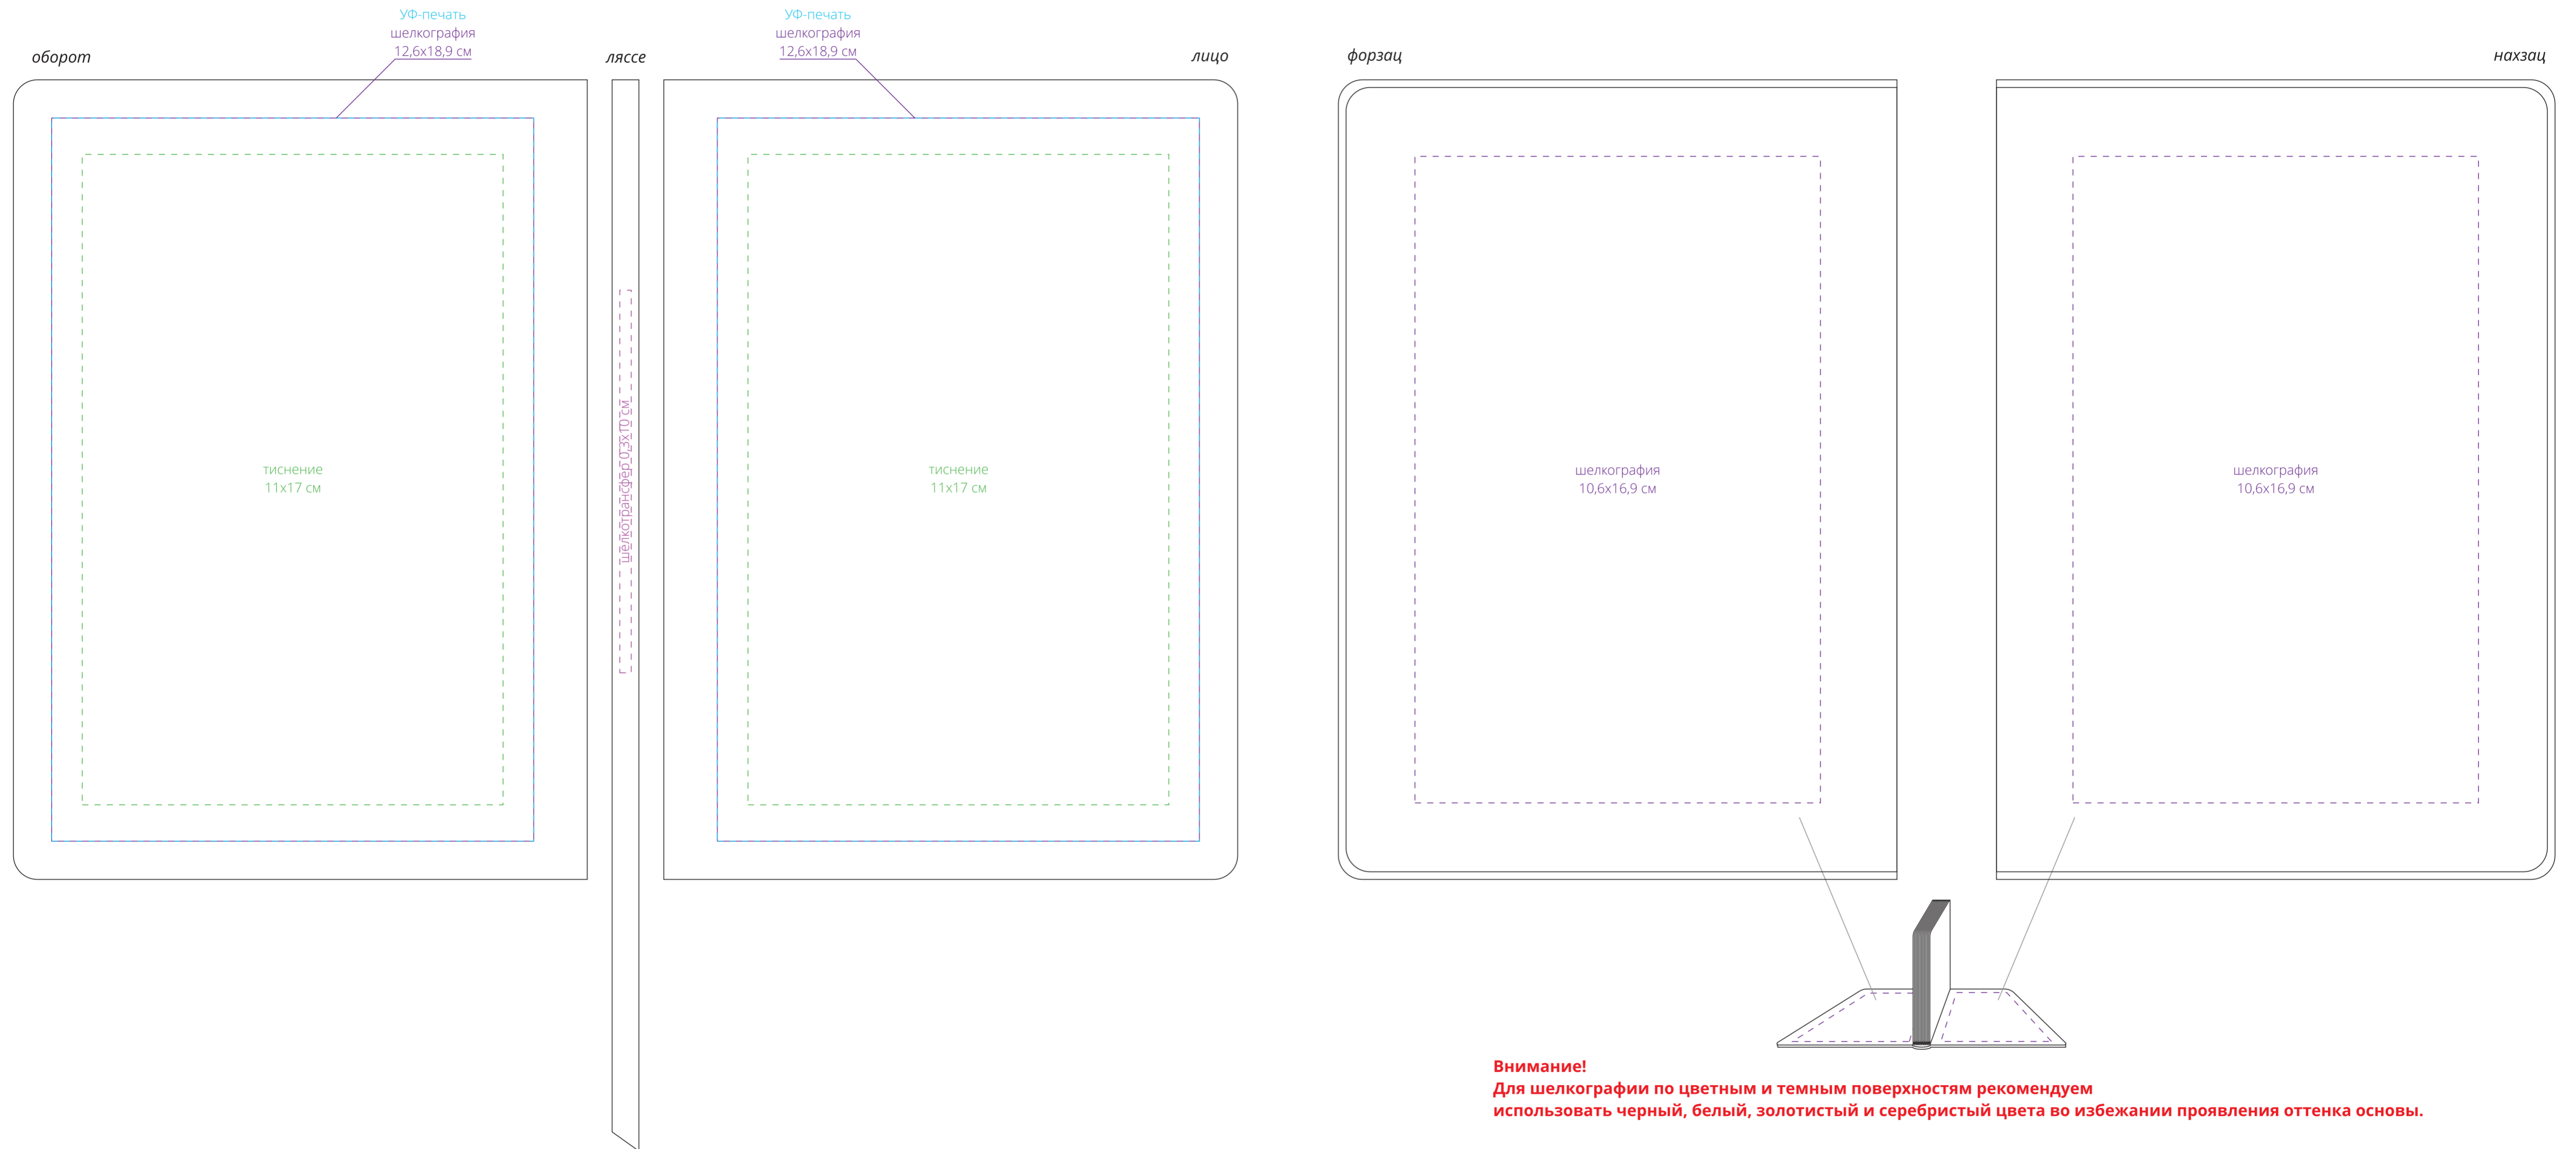 оборот
УФ-печать
шелкография
12,6х18,9 см
ляссе
УФ-печать
шелкография
12,6х18,9 см
лицо
форзац
нахзац
тиснение
11х17 см
шелкотрансфер 0,3х10 см
тиснение
11х17 см
шелкография
10,6х16,9 см
шелкография
10,6х16,9 см
Внимание!
Для шелкографии по цветным и темным поверхностям рекомендуем
использовать черный, белый, золотистый и серебристый цвета во избежании проявления оттенка основы.